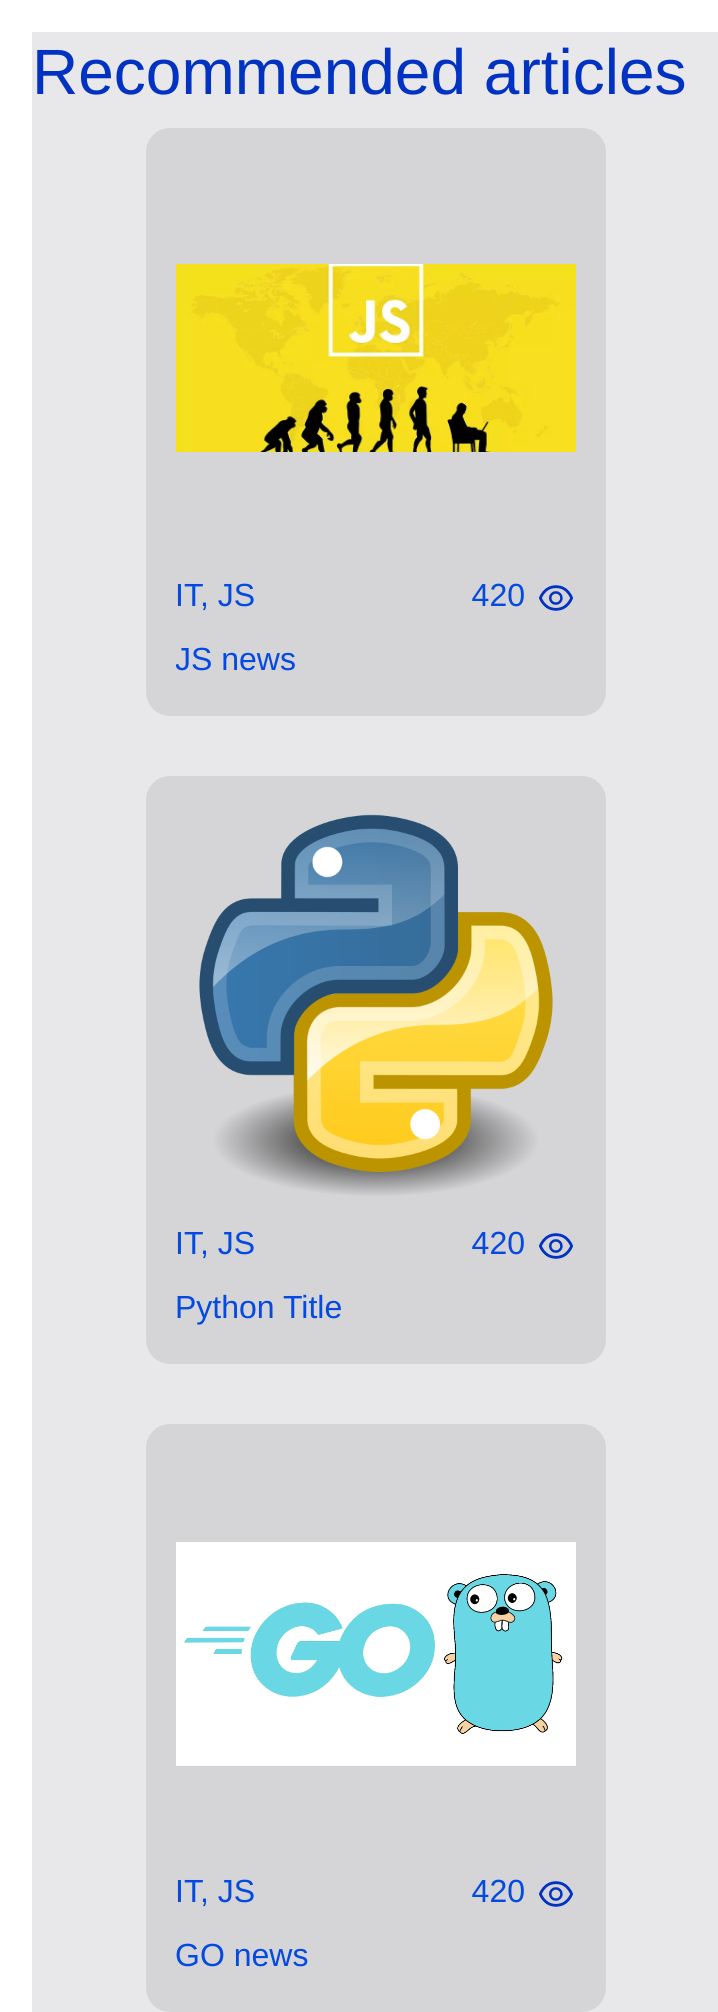 Recommended articles
JS
IT, JS 420
JS news
IT, JS 420
Python Title
GO
IT, JS 420
GO news